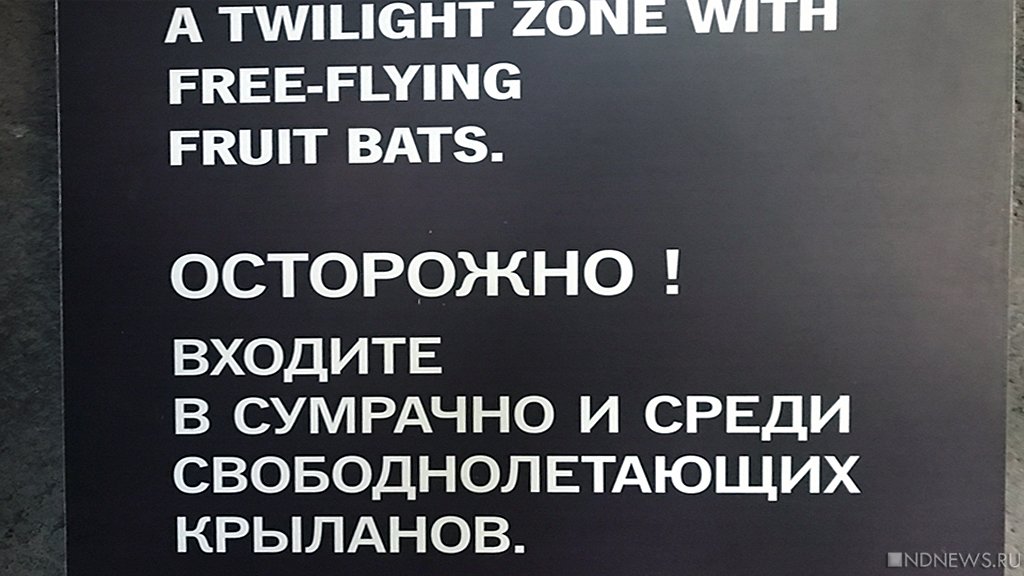 A TWILIGHT ZONE WITH
FREE-FLYING
FRUIT BATS.
ОСТОРОЖНО !
ВХОДИТЕ
В СУМРАЧНО И СРЕДИ
СВОБОДНОЛЕТАЮЩИХ
КРЫЛАНОВ.
NDNEWS.RU